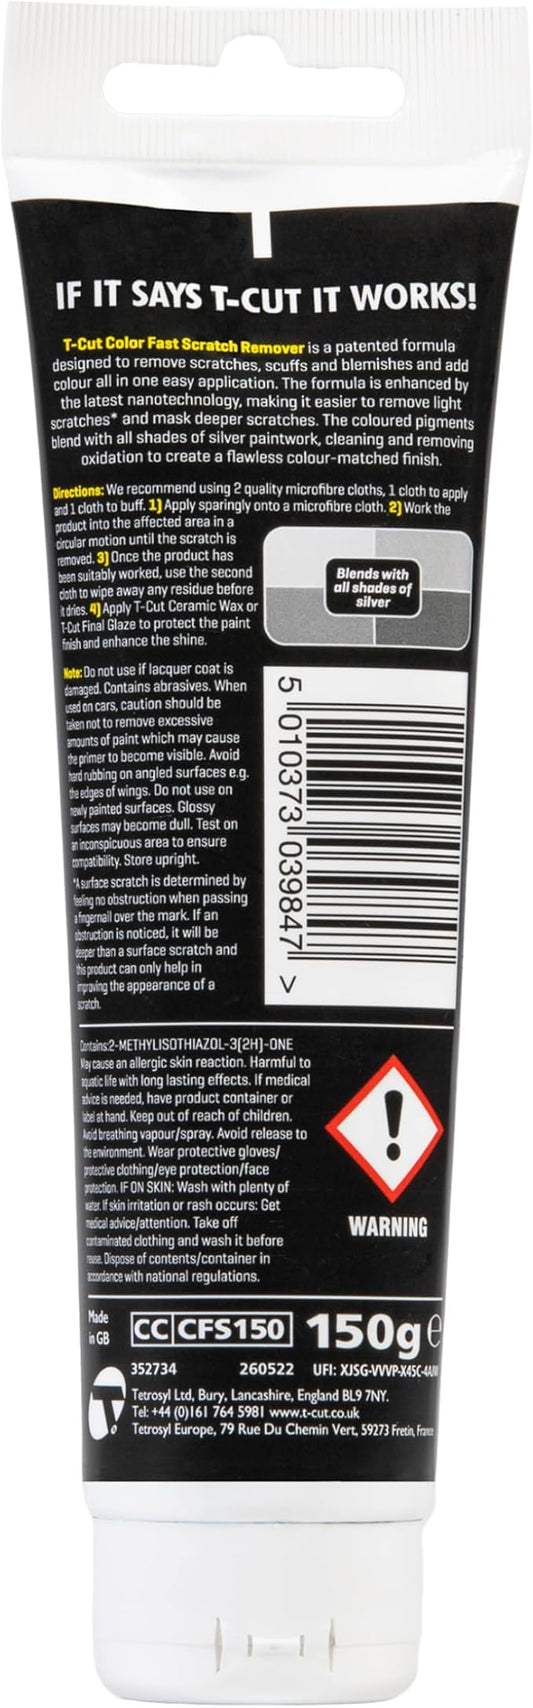 IF IT SAYS T-CUT IT WORKS!
T-Cut Color Fast Scratch Remover is a patented formula
designed to remove scratches, scuffs and blemishes and add
colour all in one easy application. The formula is enhanced by
the latest nanotechnology, making it easier to remove light
scratches* and mask deeper scratches. The coloured pigments
blend with all shades of silver paintwork, cleaning and removing
oxidation to create a flawless colour-matched finish.
Directions: We recommend using 2 quality microfibre cloths, 1 cloth to apply
and 1 cloth to buff. 1) Apply sparingly onto a microfibre cloth. 2) Work the
product into the affected area in a
circular motion until the scratch is
removed. 3) Once the product has
been suitably worked, use the second
cloth to wipe away any residue before
it dries. 4) Apply T-Cut Ceramic Wax or
T-Cut Final Glaze to protect the paint
finish and enhance the shine.
Blends with
all shades of
silver
Note: Do not use if lacquer coat is
damaged. Contains abrasives. When
used on cars, caution should be
taken not to remove excessive
amounts of paint which may cause
the primer to become visible. Avoid
hard rubbing on angled surfaces e.g.
the edges of wings. Do not use on
newly painted surfaces. Glossy
surfaces may become dull. Test on
an inconspicuous area to ensure
compatibility. Store upright.
*A surface scratch is determined by
feeling no obstruction when passing
a fingernail over the mark. If an
obstruction is noticed, it will be
deeper than a surface scratch and
this product can only help in
improving the appearance of a
scratch.
5 010373 039847 >
Contains:2-METHYLISOTHIAZOL-3(2H)-ONE
May cause an allergic skin reaction. Harmful to
aquatic life with long lasting effects. If medical
advice is needed, have product container or
label at hand. Keep out of reach of children.
Avoid breathing vapour/spray. Avoid release to
the environment. Wear protective gloves/
protective clothing/eye protection/face
protection. IF ON SKIN: Wash with plenty of
water. If skin irritation or rash occurs: Get
medical advice/attention. Take off
contaminated clothing and wash it before
reuse. Dispose of contents/container in
accordance with national regulations.
WARNING
Made
in GB
CC CFS150
150g e
352734 260522 UFI: XJSG-VVVP-X45C-
Tetrosyl Ltd, Bury, Lancashire, England BL9 7NY.
Tel: +44 (0)161 764 5981 www.t-cut.co.uk
Tetrosyl Europe, 79 Rue Du Chemin Vert, 59273 Fretin, France